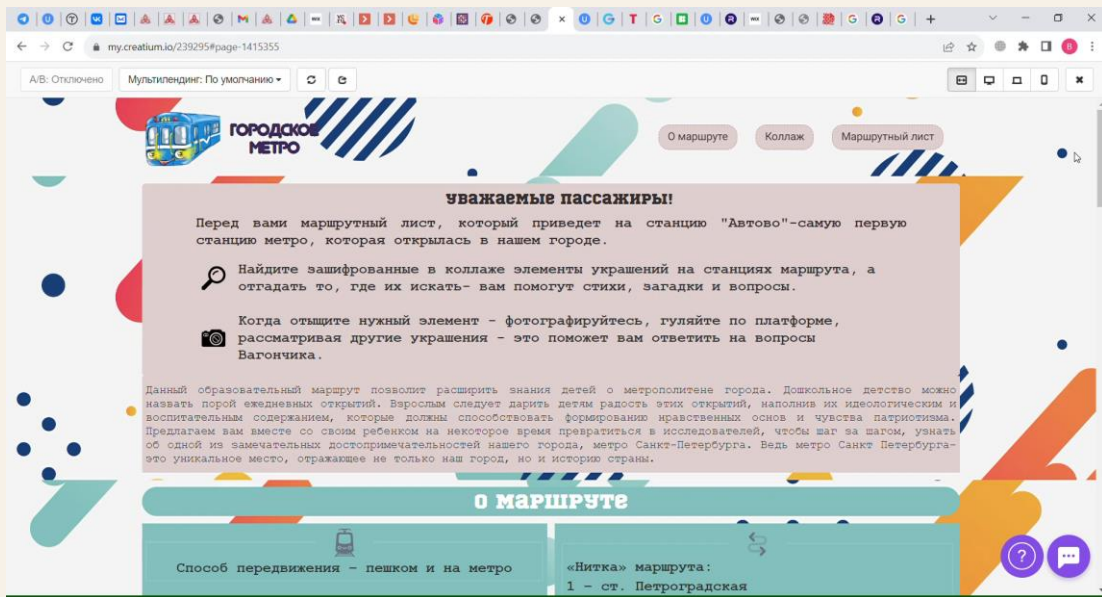 my.creatium.io/239295#page-1415355
А/В: Отключено
Мультилендинг: По умолчанию
ГОРОДСКОЕ
МЕТРО
О маршруте
Коллаж
Маршрутный лист
уважаемые пассажиры!
Перед вами маршрутный лист, который приведет на станцию "Автово"-самую первую
станцию метро, которая открылась в нашем городе.
Найдите зашифрованные в коллаже элементы украшений на станциях маршрута, а
отгадать то, где их искать- вам помогут стихи, загадки и вопросы.
Когда отыщите нужный элемент - фотографируйтесь, гуляйте по платформе,
рассматривая другие украшения - это поможет вам ответить на вопросы
Вагончика.
Данный образовательный маршрут позволит расширить знания детей о метрополитене города. Дошкольное детство можно
назвать порой ежедневных открытий. Взрослым следует дарить детям радость этих открытий, наполнив их идеологическим и
воспитательным содержанием, которые должны способствовать формированию нравственных основ и чувства патриотизма.
Предлагаем вам вместе со своим ребенком на некоторое время превратиться в исследователей, чтобы шаг за шагом, узнать
об одной из замечательных достопримечательностей нашего города, метро Санкт-Петербурга. Ведь метро Санкт Петербурга-
это уникальное место, отражающее не только наш город, но и историю страны.
о маршруте
Способ передвижения - пешком и на метро
«Нитка» маршрута:
1 - ст. Петроградская